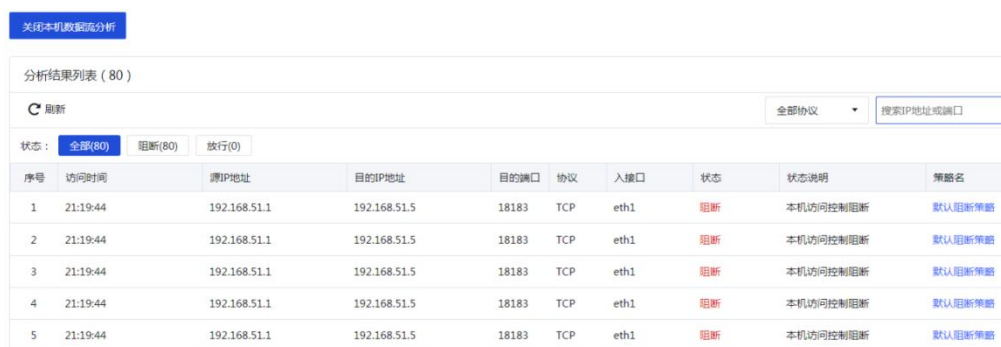 关闭本机数据流分析
分析结果列表（80）
刷新 全部协议 搜索IP地址或端口
状态： 全部(80) 阻断(80) 放行(0)
序号 访问时间 源IP地址 目的IP地址 目的端口 协议 入接口 状态 状态说明 策略名
1 21:19:44 192.168.51.1 192.168.51.5 18183 TCP eth1 阻断 本机访问控制阻断 默认阻断策略
2 21:19:44 192.168.51.1 192.168.51.5 18183 TCP eth1 阻断 本机访问控制阻断 默认阻断策略
3 21:19:44 192.168.51.1 192.168.51.5 18183 TCP eth1 阻断 本机访问控制阻断 默认阻断策略
4 21:19:44 192.168.51.1 192.168.51.5 18183 TCP eth1 阻断 本机访问控制阻断 默认阻断策略
5 21:19:44 192.168.51.1 192.168.51.5 18183 TCP eth1 阻断 本机访问控制阻断 默认阻断策略